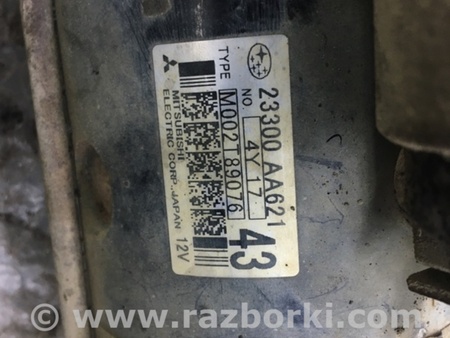 23300 AA621
NO 4Y17
43
TYPE M002T89076
MITSUBISHI
ELECTRIC CORP., JAPAN 12V
© www.razborki.com